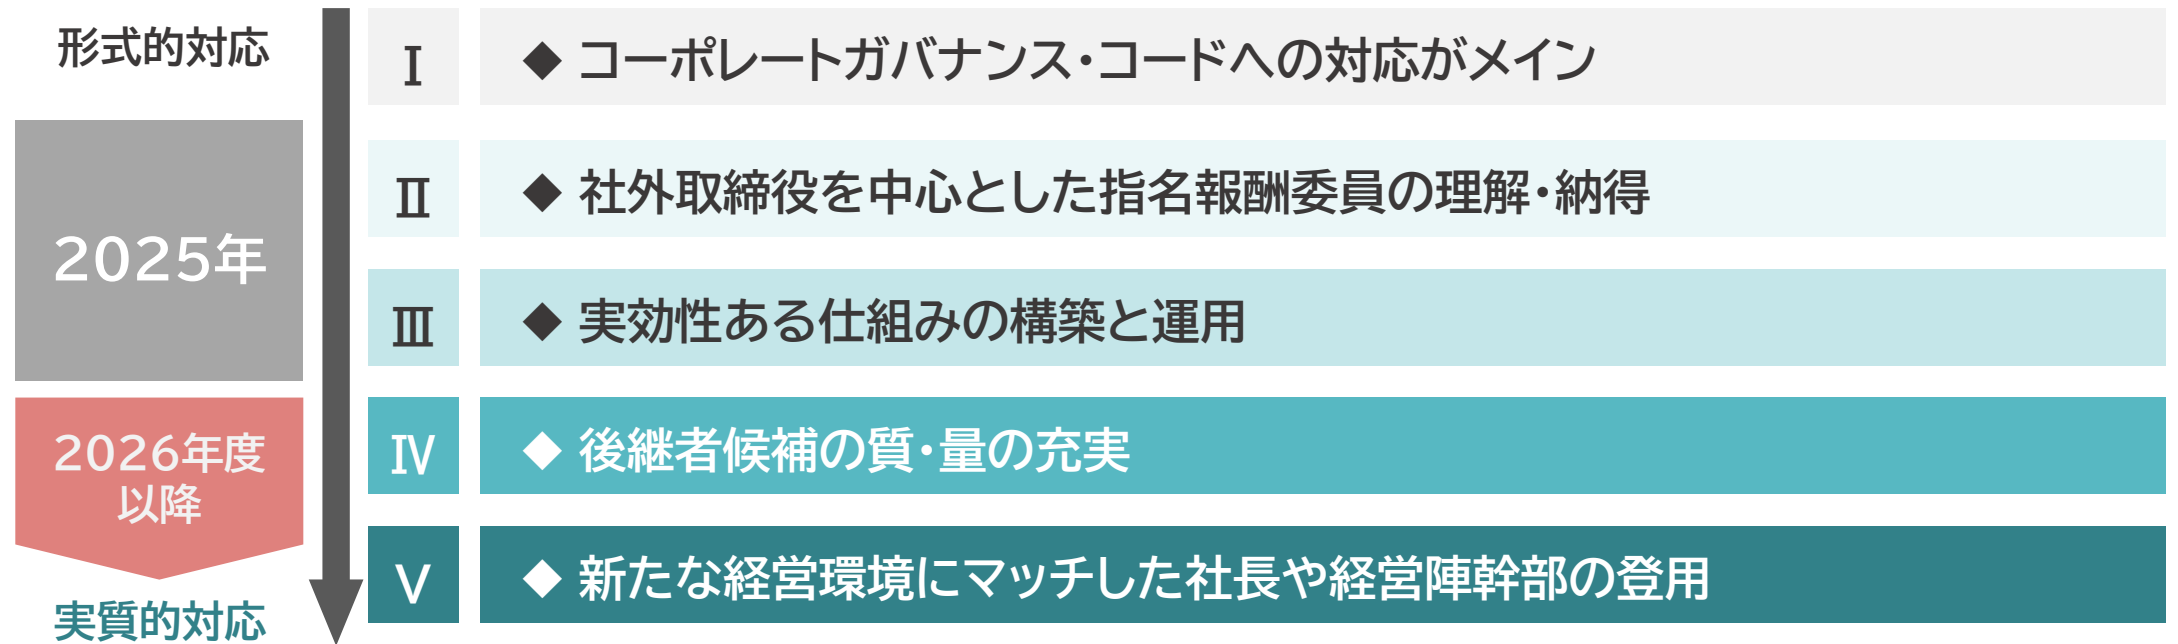 形式的対応
Ⅰ
◆ コーポレートガバナンス・コードへの対応がメイン
2025年
Ⅱ
◆ 社外取締役を中心とした指名報酬委員の理解・納得
Ⅲ
◆ 実効性ある仕組みの構築と運用
2026年度
以降
Ⅳ
◆ 後継者候補の質・量の充実
Ⅴ
◆ 新たな経営環境にマッチした社長や経営陣幹部の登用
実質的対応